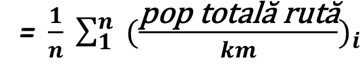 = 1/n ∑₁ⁿ (pop totală rută/km)ᵢ